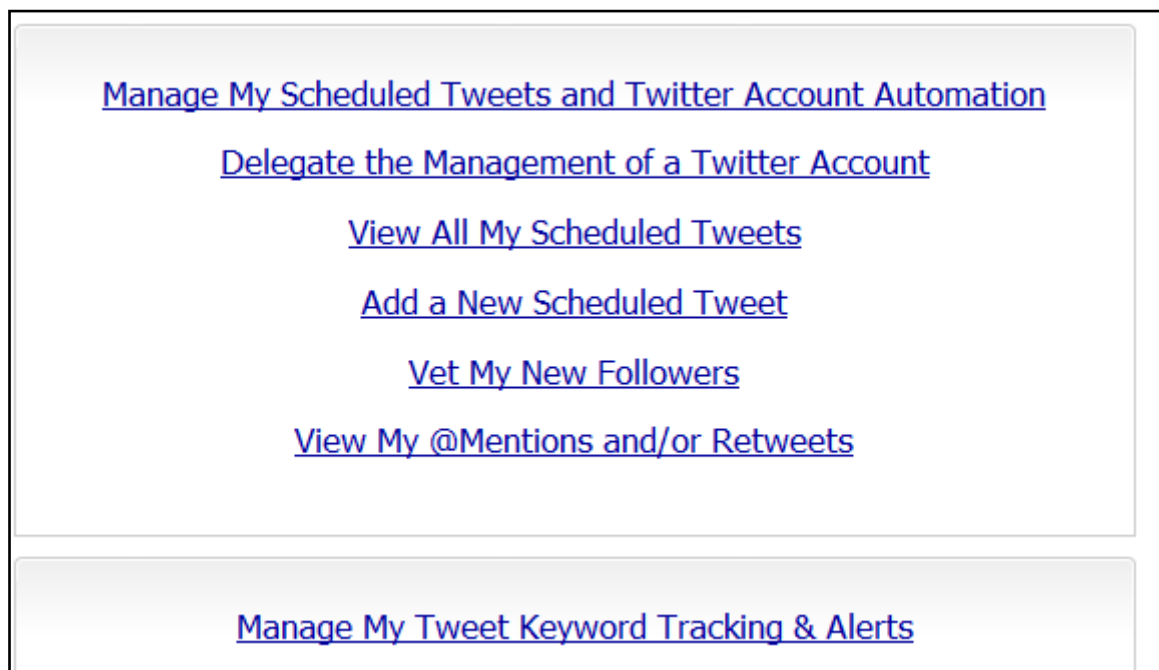 Manage My Scheduled Tweets and Twitter Account Automation
Delegate the Management of a Twitter Account
View All My Scheduled Tweets
Add a New Scheduled Tweet
Vet My New Followers
View My @Mentions and/or Retweets
Manage My Tweet Keyword Tracking & Alerts